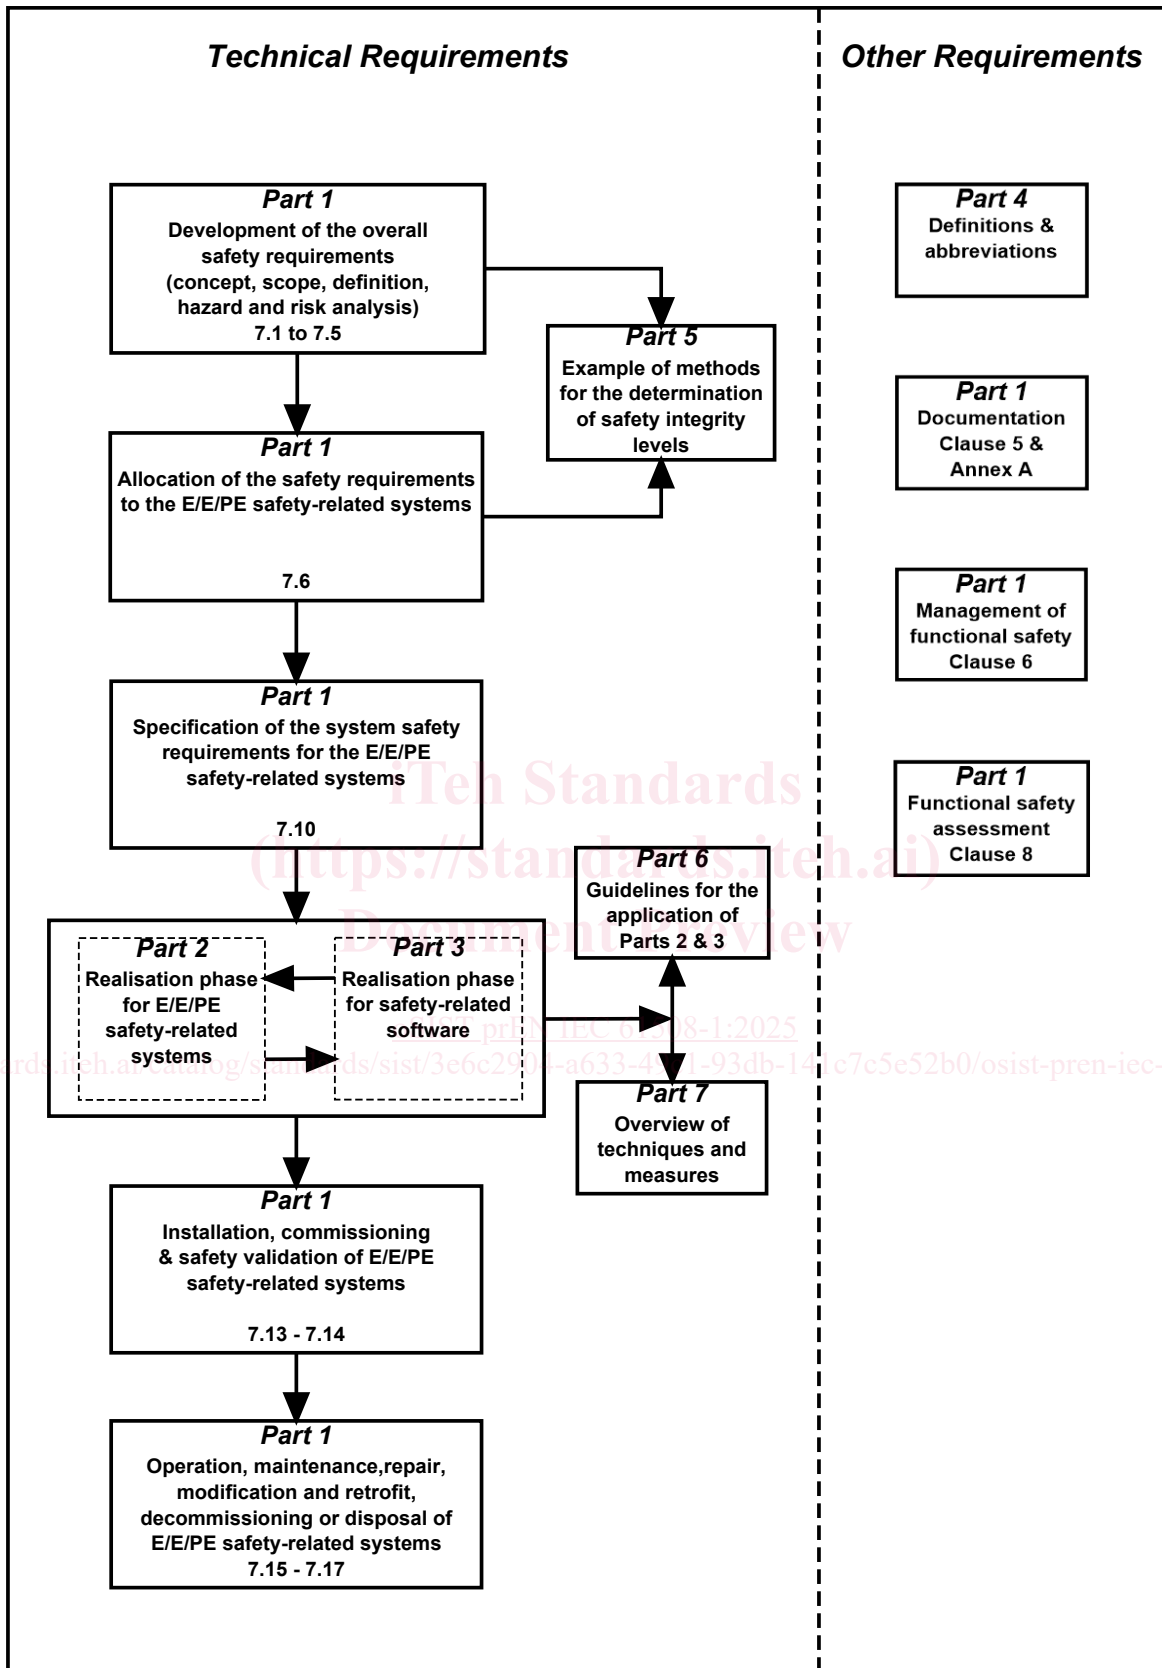 Technical Requirements
Other Requirements
Part 1
Development of the overall
safety requirements
(concept, scope, definition,
hazard and risk analysis)
7.1 to 7.5
Part 5
Example of methods
for the determination
of safety integrity
levels
Part 1
Allocation of the safety requirements
to the E/E/PE safety-related systems
7.6
Part 1
Specification of the system safety
requirements for the E/E/PE
safety-related systems
7.10
Part 2
Realisation phase
for E/E/PE
safety-related
systems
Part 3
Realisation phase
for safety-related
software
Part 6
Guidelines for the
application of
Parts 2 & 3
Part 7
Overview of
techniques and
measures
Part 1
Installation, commissioning
& safety validation of E/E/PE
safety-related systems
7.13 - 7.14
Part 1
Operation, maintenance,repair,
modification and retrofit,
decommissioning or disposal of
E/E/PE safety-related systems
7.15 - 7.17
Part 4
Definitions &
abbreviations
Part 1
Documentation
Clause 5 &
Annex A
Part 1
Management of
functional safety
Clause 6
Part 1
Functional safety
assessment
Clause 8
iTeh Standards
(https://standards.iteh.ai)
Document Preview
SIST prEN IEC 61508-1:2025